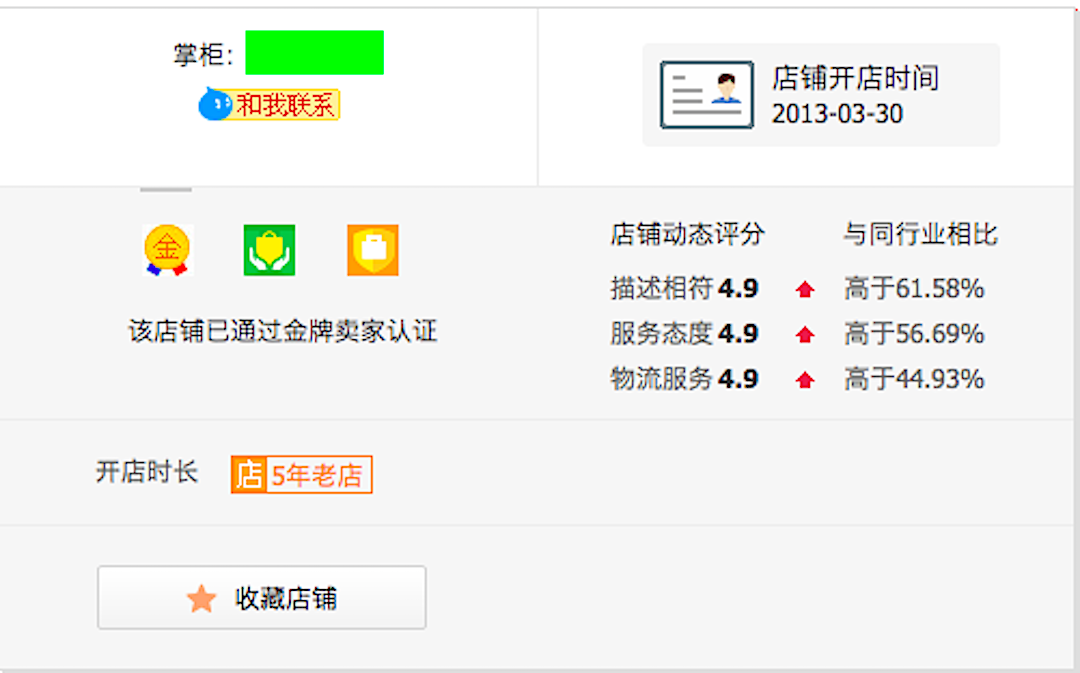 掌柜：
和我联系
店铺开店时间
2013-03-30
金
该店铺已通过金牌卖家认证
店铺动态评分 与同行业相比
描述相符 4.9 高于61.58%
服务态度 4.9 高于56.69%
物流服务 4.9 高于44.93%
开店时长 店 5年老店
收藏店铺